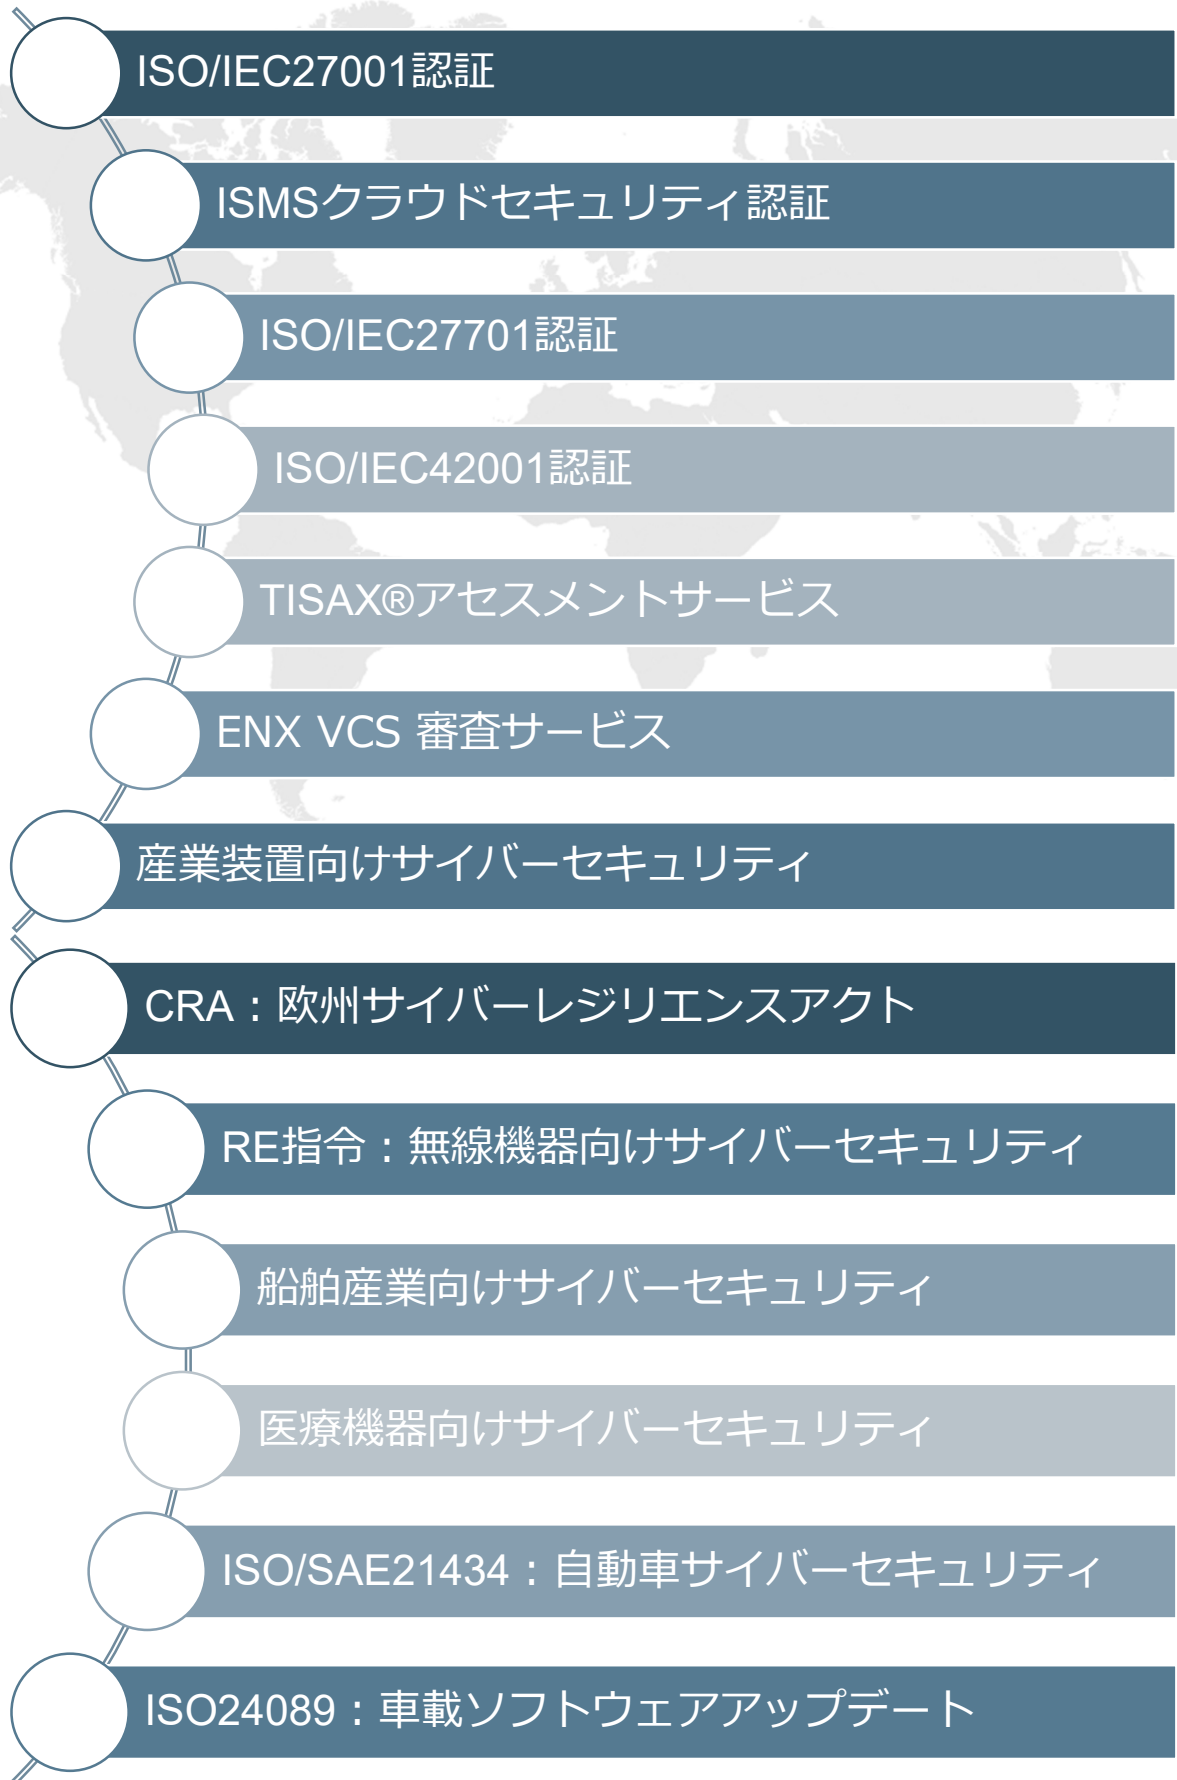 ISO/IEC27001認証
ISMSクラウドセキュリティ認証
ISO/IEC27701認証
ISO/IEC42001認証
TISAX®アセスメントサービス
ENX VCS 審査サービス
産業装置向けサイバーセキュリティ
CRA：欧州サイバーレジリエンスアクト
RE指令：無線機器向けサイバーセキュリティ
船舶産業向けサイバーセキュリティ
医療機器向けサイバーセキュリティ
ISO/SAE21434：自動車サイバーセキュリティ
ISO24089：車載ソフトウェアアップデート